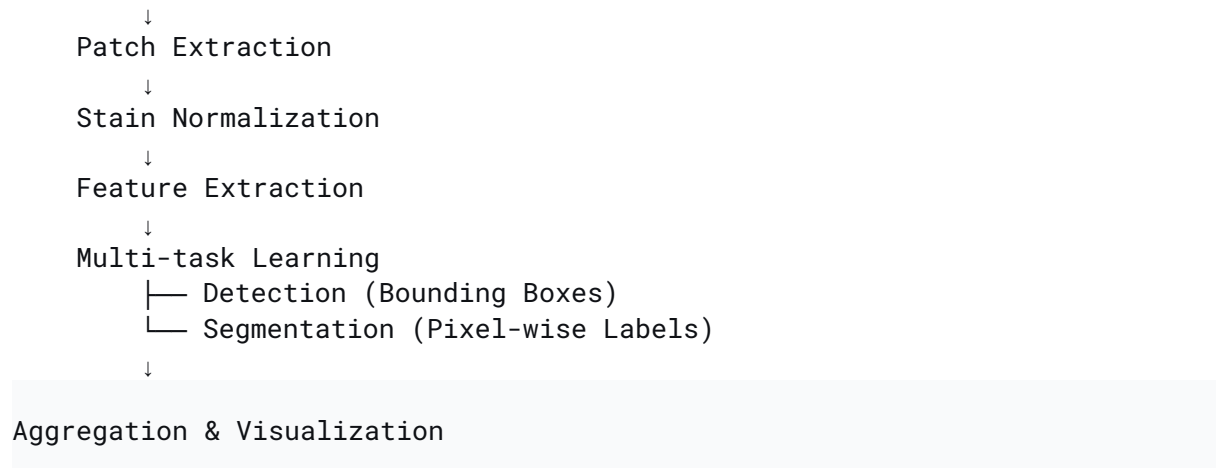 ↓
Patch Extraction
↓
Stain Normalization
↓
Feature Extraction
↓
Multi-task Learning
├── Detection (Bounding Boxes)
└── Segmentation (Pixel-wise Labels)
↓
Aggregation & Visualization